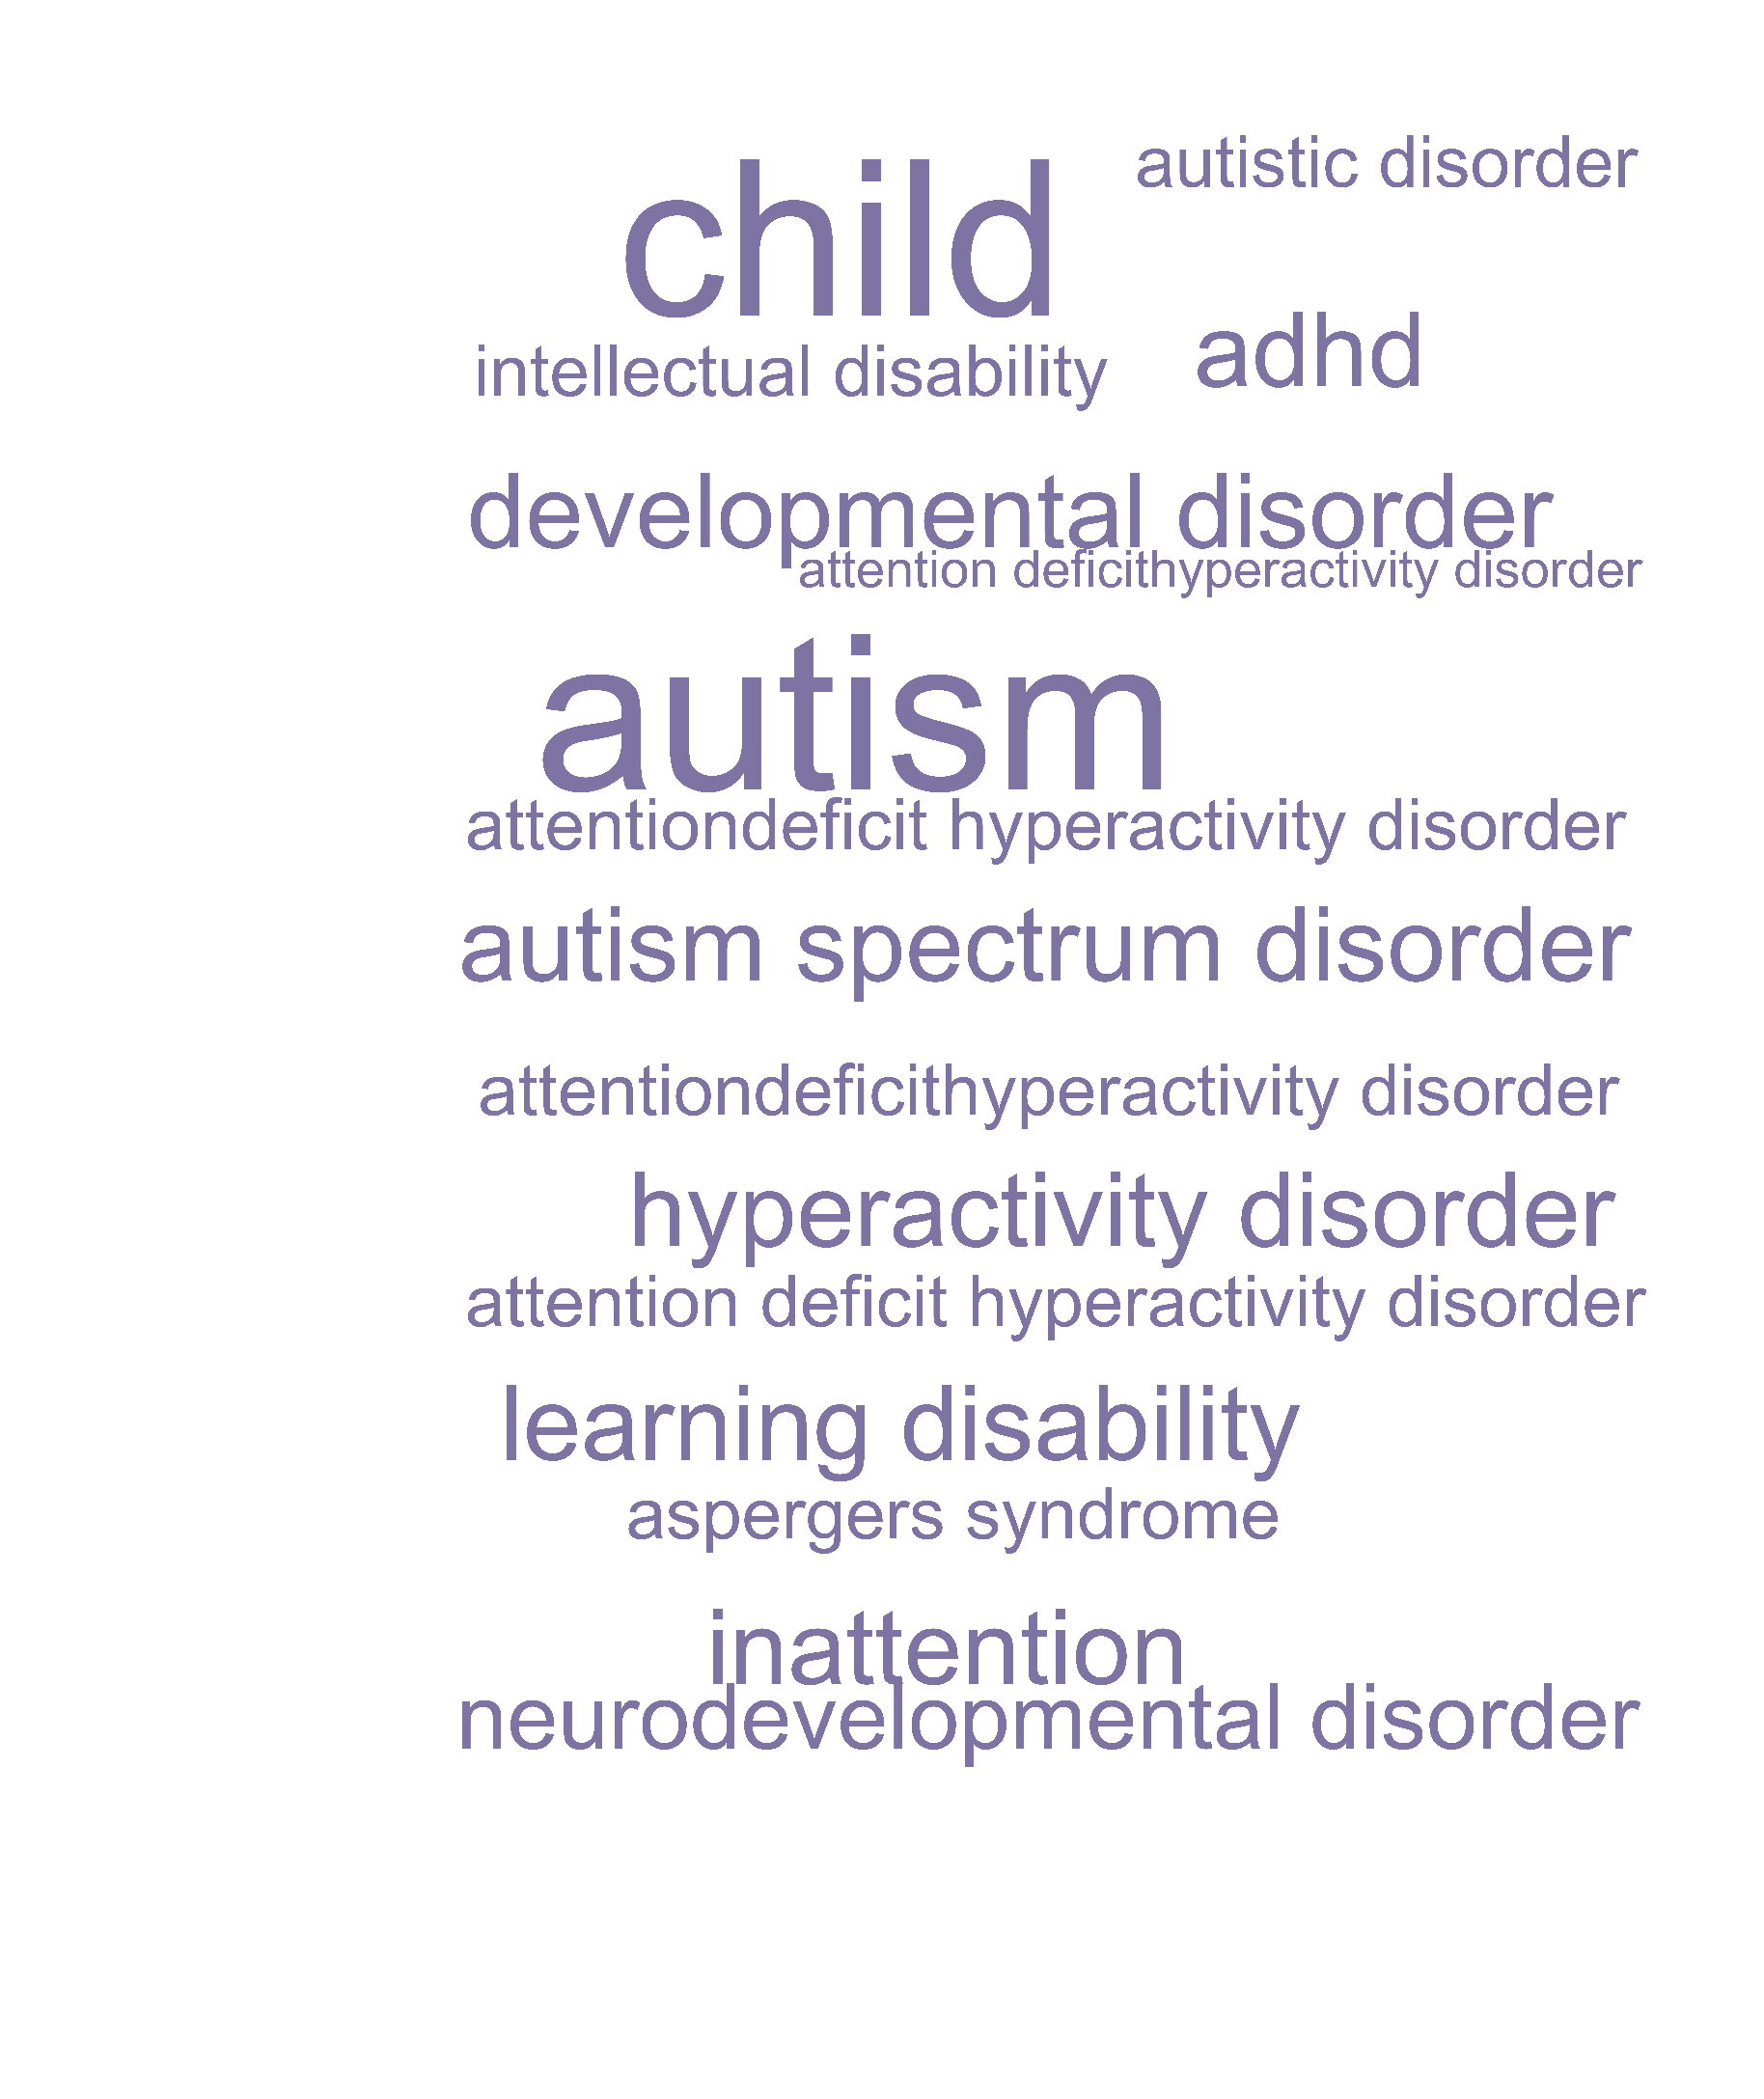 autistic disorder
child
adhd
intellectual disability
developmental disorder
attention deficithyperactivity disorder
autism
attentiondeficit hyperactivity disorder
autism spectrum disorder
attentiondeficithyperactivity disorder
hyperactivity disorder
attention deficit hyperactivity disorder
learning disability
aspergers syndrome
inattention
neurodevelopmental disorder